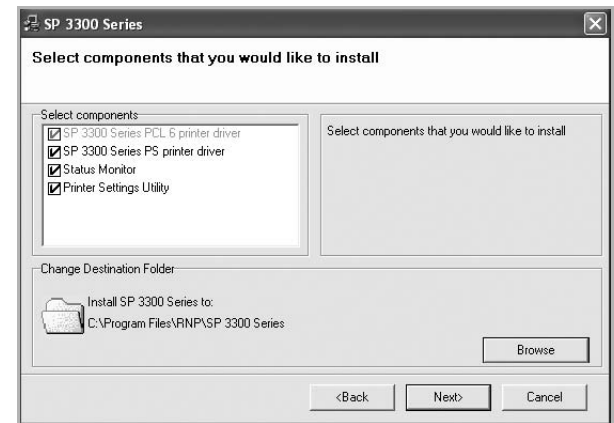 SP 3300 Series
Select components that you would like to install
Select components
SP 3300 Series PCL 6 printer driver
SP 3300 Series PS printer driver
Status Monitor
Printer Settings Utility
Select components that you would like to install
Change Destination Folder
Install SP 3300 Series to:
C:\Program Files\RNP\SP 3300 Series
Browse
<Back
Next>
Cancel